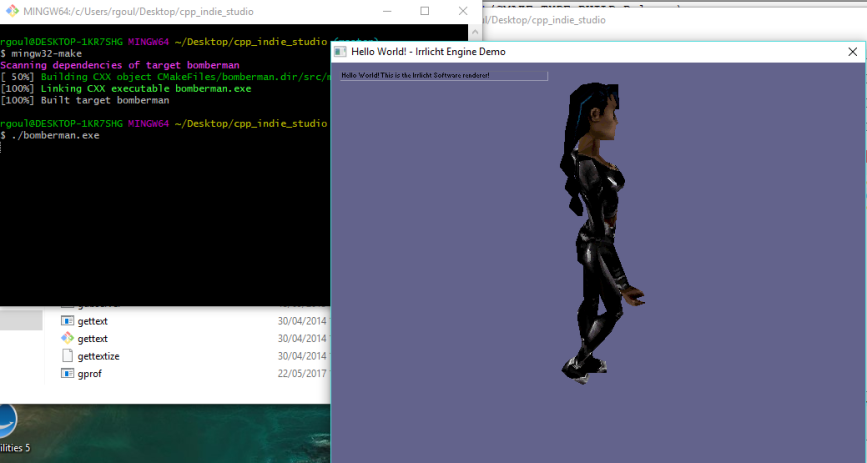 MINGW64:/c/Users/rgoul/Desktop/cpp_indie_studio
rgoul@DESKTOP-1KR7SHG MINGW64 ~/Desktop/cpp_indie_studio (master)
$ mingw32-make
Scanning dependencies of target bomberman
[ 50%] Building CXX object CMakeFiles/bomberman.dir/src/
[100%] Linking CXX executable bomberman.exe
[100%] Built target bomberman
rgoul@DESKTOP-1KR7SHG MINGW64 ~/Desktop/cpp_indie_studio
$ ./bomberman.exe
/Desktop/cpp_indie_studio
Hello World! - Irrlicht Engine Demo
Hello World! This is the Irrlicht Software renderer!
gettext 30/04/2014
gettext 30/04/2014
gettextize 30/04/2014
gprof 22/05/2017
ilities 5